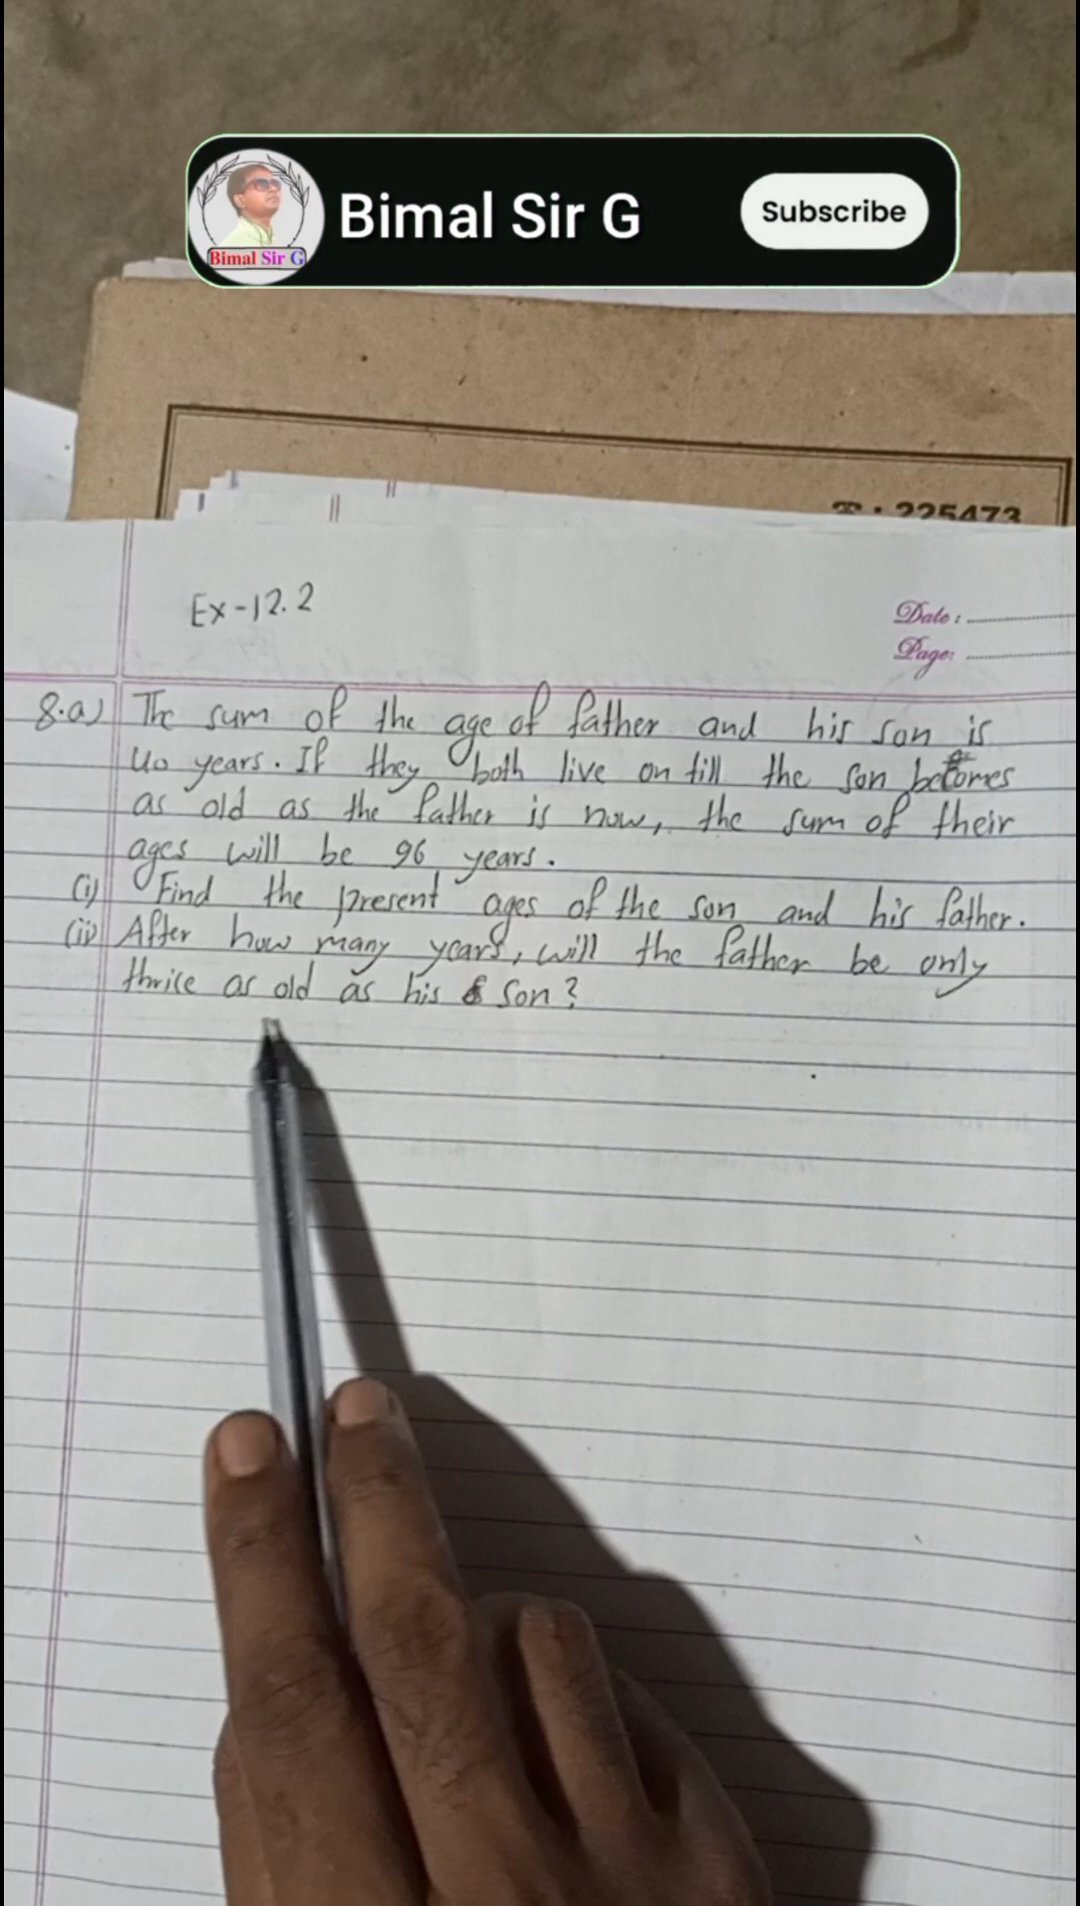 Bimal Sir G
Subscribe
Bimal Sir G
☎ : 225473
Ex-12.2
Date :
Page:
8.a) The sum of the age of father and his son is
40 years. If they both live on till the son becomes
as old as the father is now, the sum of their
ages will be 96 years.
(i) Find the present ages of the son and his father.
(ii) After how many years, will the father be only
thrice as old as his son?